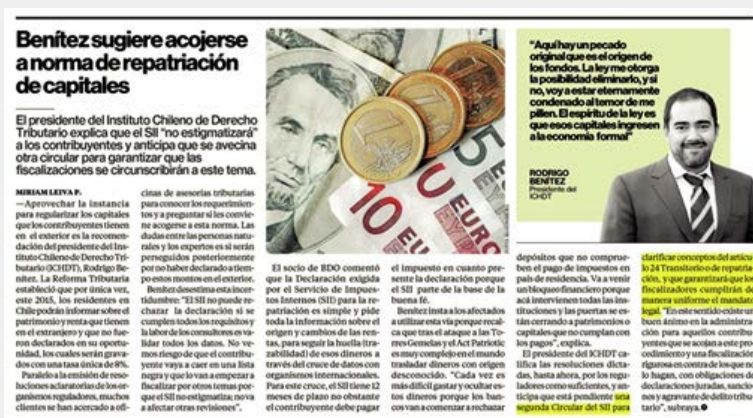 Benítez sugiere acojerse
a norma de repatriación
de capitales
El presidente del Instituto Chileno de Derecho
Tributario explica que el SII "no estigmatizará"
a los contribuyentes y anticipa que se avecina
otra circular para garantizar que las
fiscalizaciones se circunscribirán a este tema.
MIRIAM LEIVA P.
—Aprovechar la instancia
para regularizar los capitales
que los contribuyentes tienen
en el exterior es la recomen-
dación del presidente del Ins-
tituto Chileno de Derecho Tri-
butario (ICHDT), Rodrigo Be-
nítez. La Reforma Tributaria
estableció que por única vez,
este 2015, los residentes en
Chile podrán informar sobre el
patrimonio y renta que tienen
en el extranjero y que no fue-
ron declarados en su oportu-
nidad, los cuales serán grava-
dos con una tasa única de 8%.
Paralelo a la emisión de reso-
luciones aclaratorias de los or-
ganismos reguladores, muchos
clientes se han acercado a ofi-
cinas de asesorías tributarias
para conocer los requerimien-
tos y a preguntar si les convie-
ne acogerse a esta norma. Las
dudas entre las personas natu-
rales y los expertos es si serán
perseguidos posteriormente
por no haber declarado a tiem-
po estos montos en el exterior.
Benítez desestima esta incer-
tidumbre: "El SII no puede re-
chazar la declaración si se
cumplen todos los requisitos y
la labor de los consultores es va-
lidar todos los datos. No ve-
mos riesgo de que el contribu-
yente vaya a caer en una lista
negra y que lo van a empezar a
fiscalizar por otros temas por-
que el SII no estigmatiza; no va
a afectar otras revisiones".
El socio de BDO comentó
que la Declaración exigida
por el Servicio de Impues-
tos Internos (SII) para la re-
patriación es simple y pide
toda la información sobre el
origen y cambios de las ren-
tas, para seguir la huella (tra-
zabilidad) de esos dineros a
través del cruce de datos con
organismos internacionales.
Para este cruce, el SII tiene 12
meses de plazo no obstante
el contribuyente debe pagar
el impuesto en cuanto pre-
sente la declaración porque el
SII parte de la base de la
buena fé.
Benítez insta a los afectados
a utilizar esta vía porque recal-
ca que tras el ataque a las To-
rres Gemelas y el Act Patriotic
es muy complejo en el mundo
trasladar dineros con origen
desconocido. "Cada vez es
más difícil gastar y ocultar es-
tos dineros porque los ban-
cos van a comenzar a rechazar
"Aquí hay un pecado
original que es el origen de
los fondos. La ley me otorga
la posibilidad eliminarlo, y si
no, voy a estar eternamente
condenado al temor de me
pillen. El espíritu de la ley es
que esos capitales ingresen
a la economía formal"
RODRIGO
BENÍTEZ
Presidente del
ICHDT
depósitos que no comprue-
ben el pago de impuestos en
país de residencia. Va a venir
un bloqueo financiero porque
acá intervienen todas las insti-
tuciones y las puertas se es-
tán cerrando a patrimonios o
capitales que no cumplan con
los pagos", explica.
El presidente del ICHDT ca-
lifica las resoluciones dicta-
das, hasta ahora, por los regu-
ladores como suficientes, y an-
ticipa que está pendiente una
segunda Circular del SII para
clarificar conceptos del artícu-
lo 24 Transitorio de repatria-
ción, y que garantizará que los
fiscalizadores cumplirán de
manera uniforme el mandato
legal. "En este sentido existe un
buen ánimo en la administra-
ción para aquellos contribu-
yentes que se acojan a este pro-
cedimiento y una fiscalización
rigurosa en contra de los que no
lo hagan, con obligaciones de
declaraciones juradas, sancio-
nes y agravante de delito tribu-
tario", subraya.